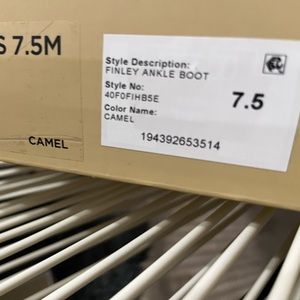 S 7.5M
CAMEL
Style Description:
FINLEY ANKLE BOOT
Style No:
40F0FIHB5E
7.5
Color Name:
CAMEL
194392653514